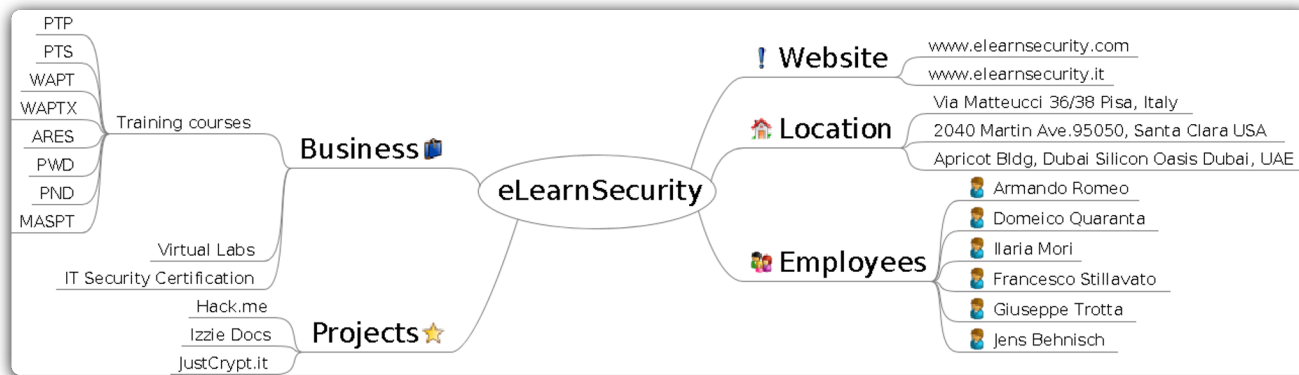 PTP
PTS
WAPT
WAPTX
ARES
PWD
PND
MASPT
Training courses
Virtual Labs
IT Security Certification
Business
Hack.me
Izzie Docs
JustCrypt.it
Projects
eLearnSecurity
Website
www.elearnsecurity.com
www.elearnsecurity.it
Location
Via Matteucci 36/38 Pisa, Italy
2040 Martin Ave.95050, Santa Clara USA
Apricot Bldg, Dubai Silicon Oasis Dubai, UAE
Employees
Armando Romeo
Domeico Quaranta
Ilaria Mori
Francesco Stillavato
Giuseppe Trotta
Jens Behnisch